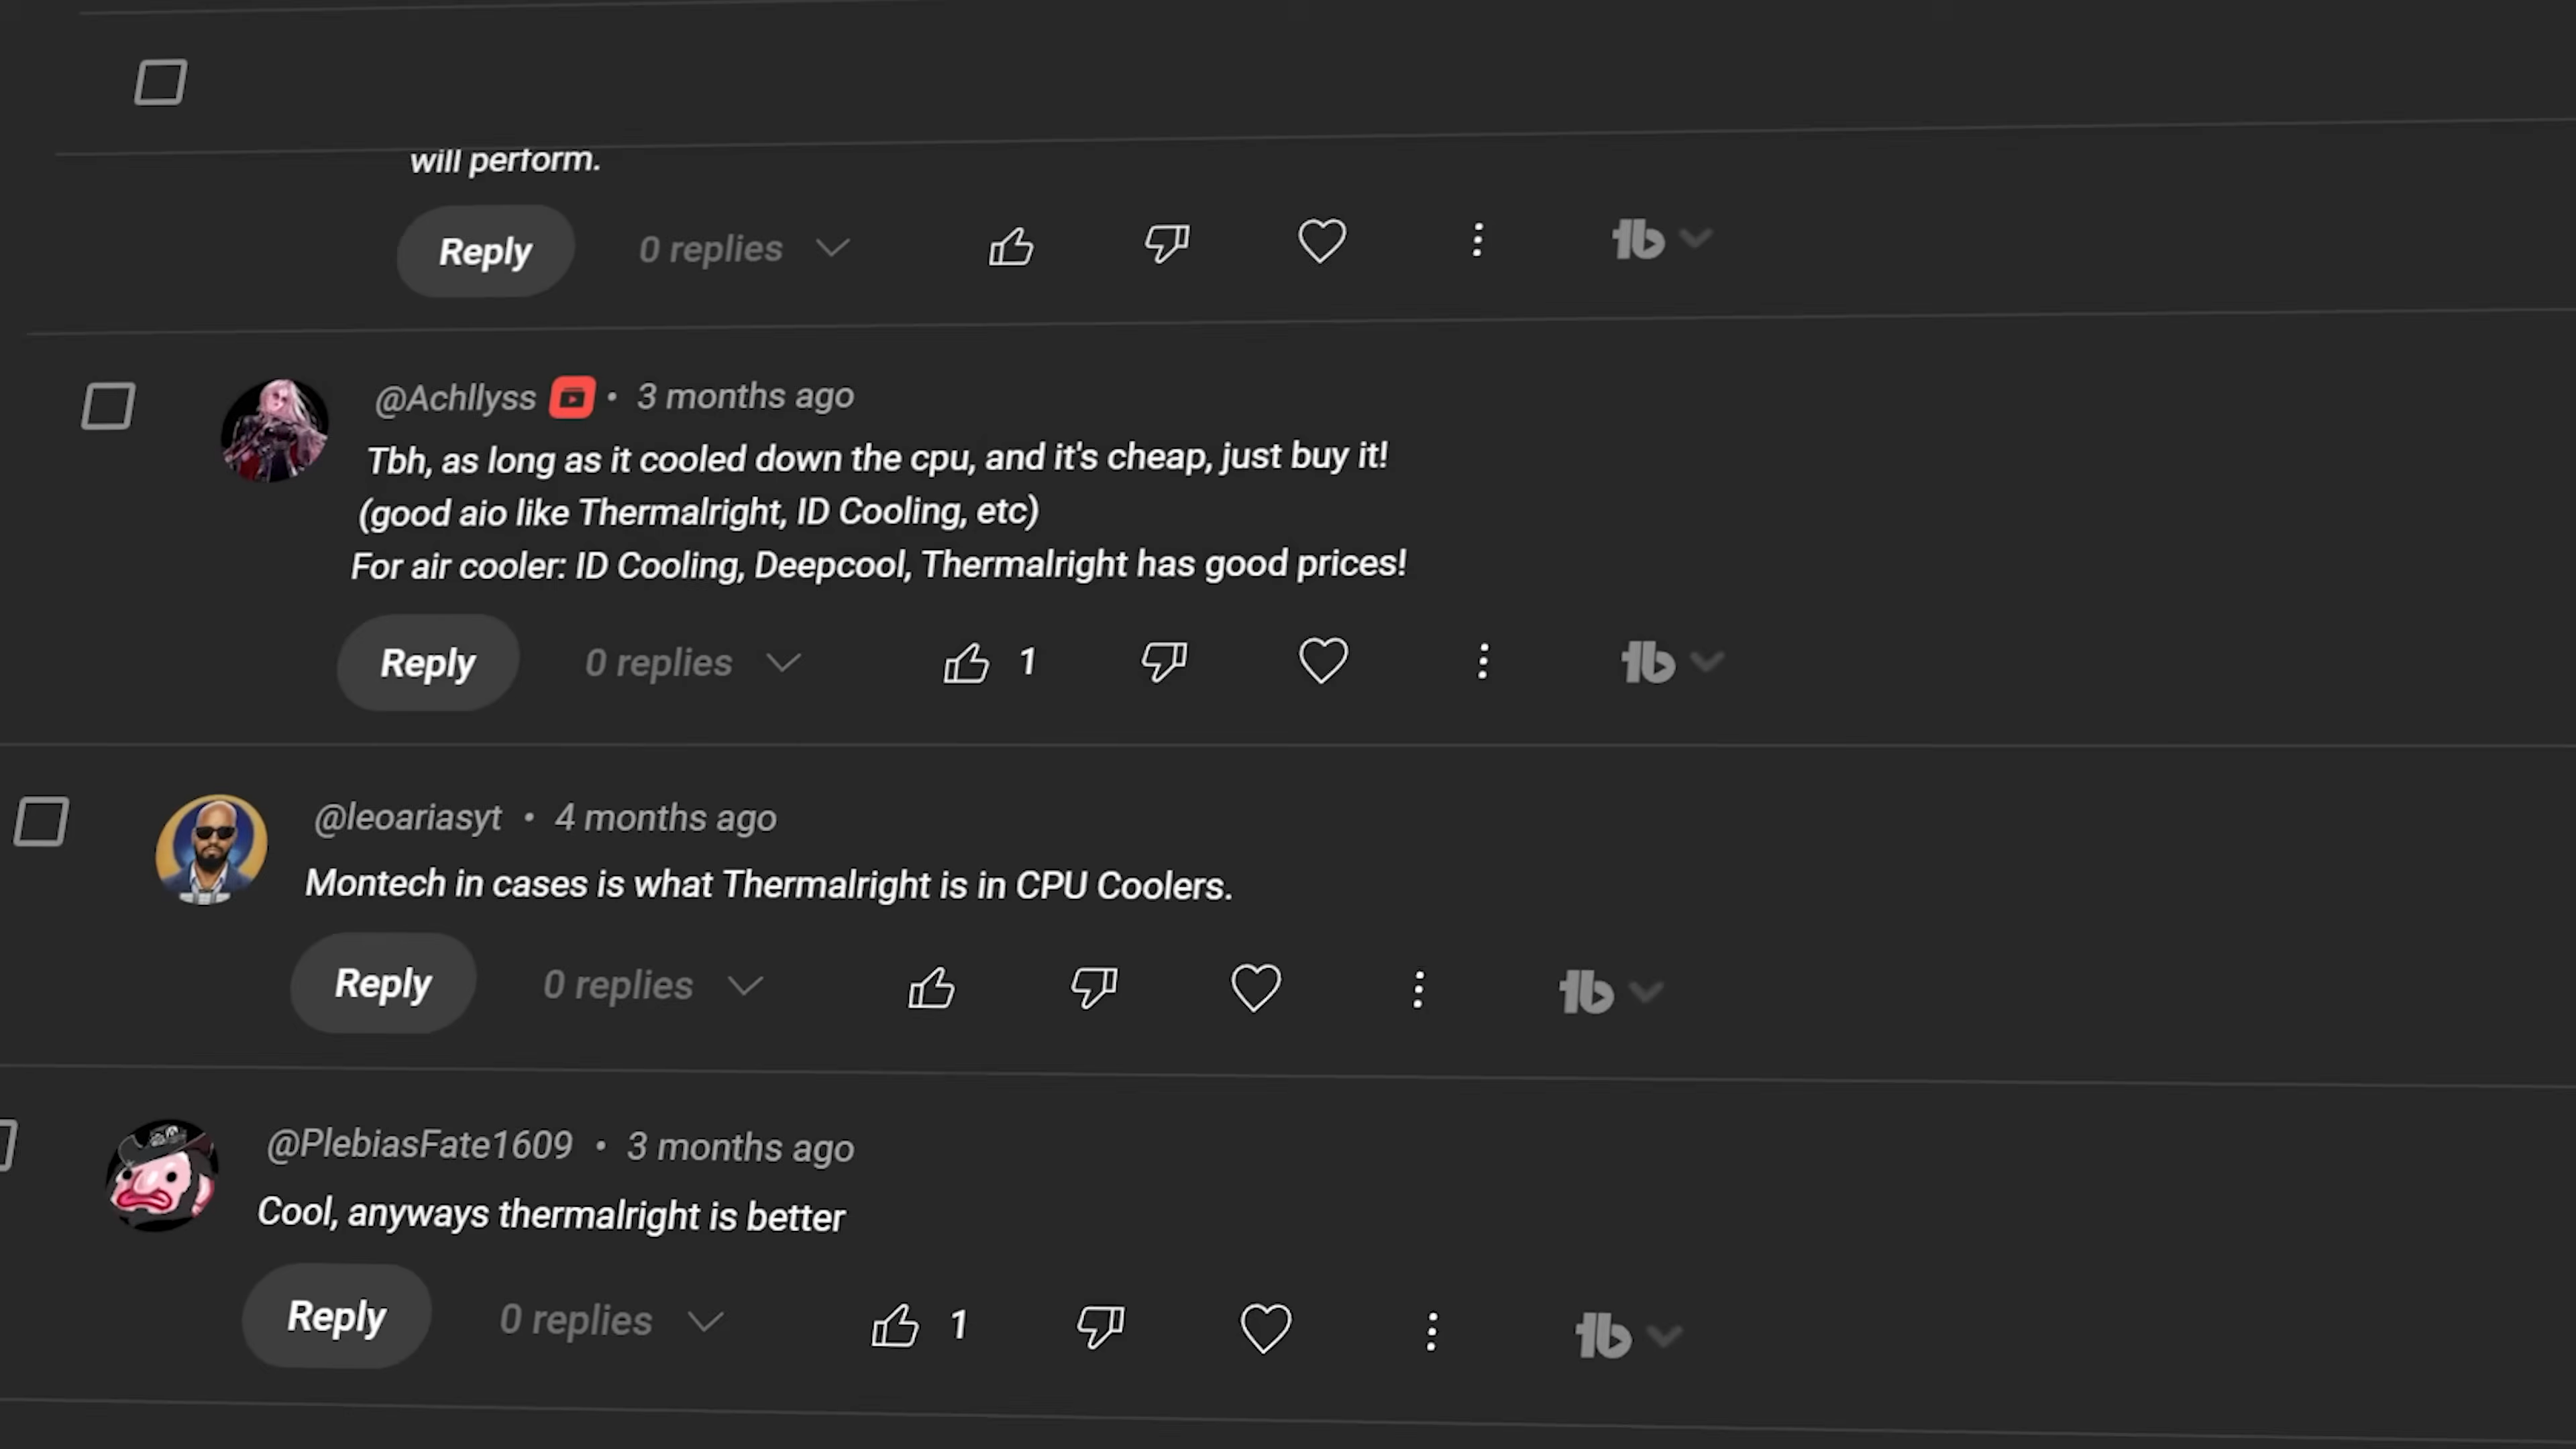 will perform.
Reply 0 replies
@Achllyss • 3 months ago
Tbh, as long as it cooled down the cpu, and it's cheap, just buy it!
(good aio like Thermalright, ID Cooling, etc)
For air cooler: ID Cooling, Deepcool, Thermalright has good prices!
Reply 0 replies 1
@leoariasyt • 4 months ago
Montech in cases is what Thermalright is in CPU Coolers.
Reply 0 replies
@PlebiasFate1609 • 3 months ago
Cool, anyways thermalright is better
Reply 0 replies 1